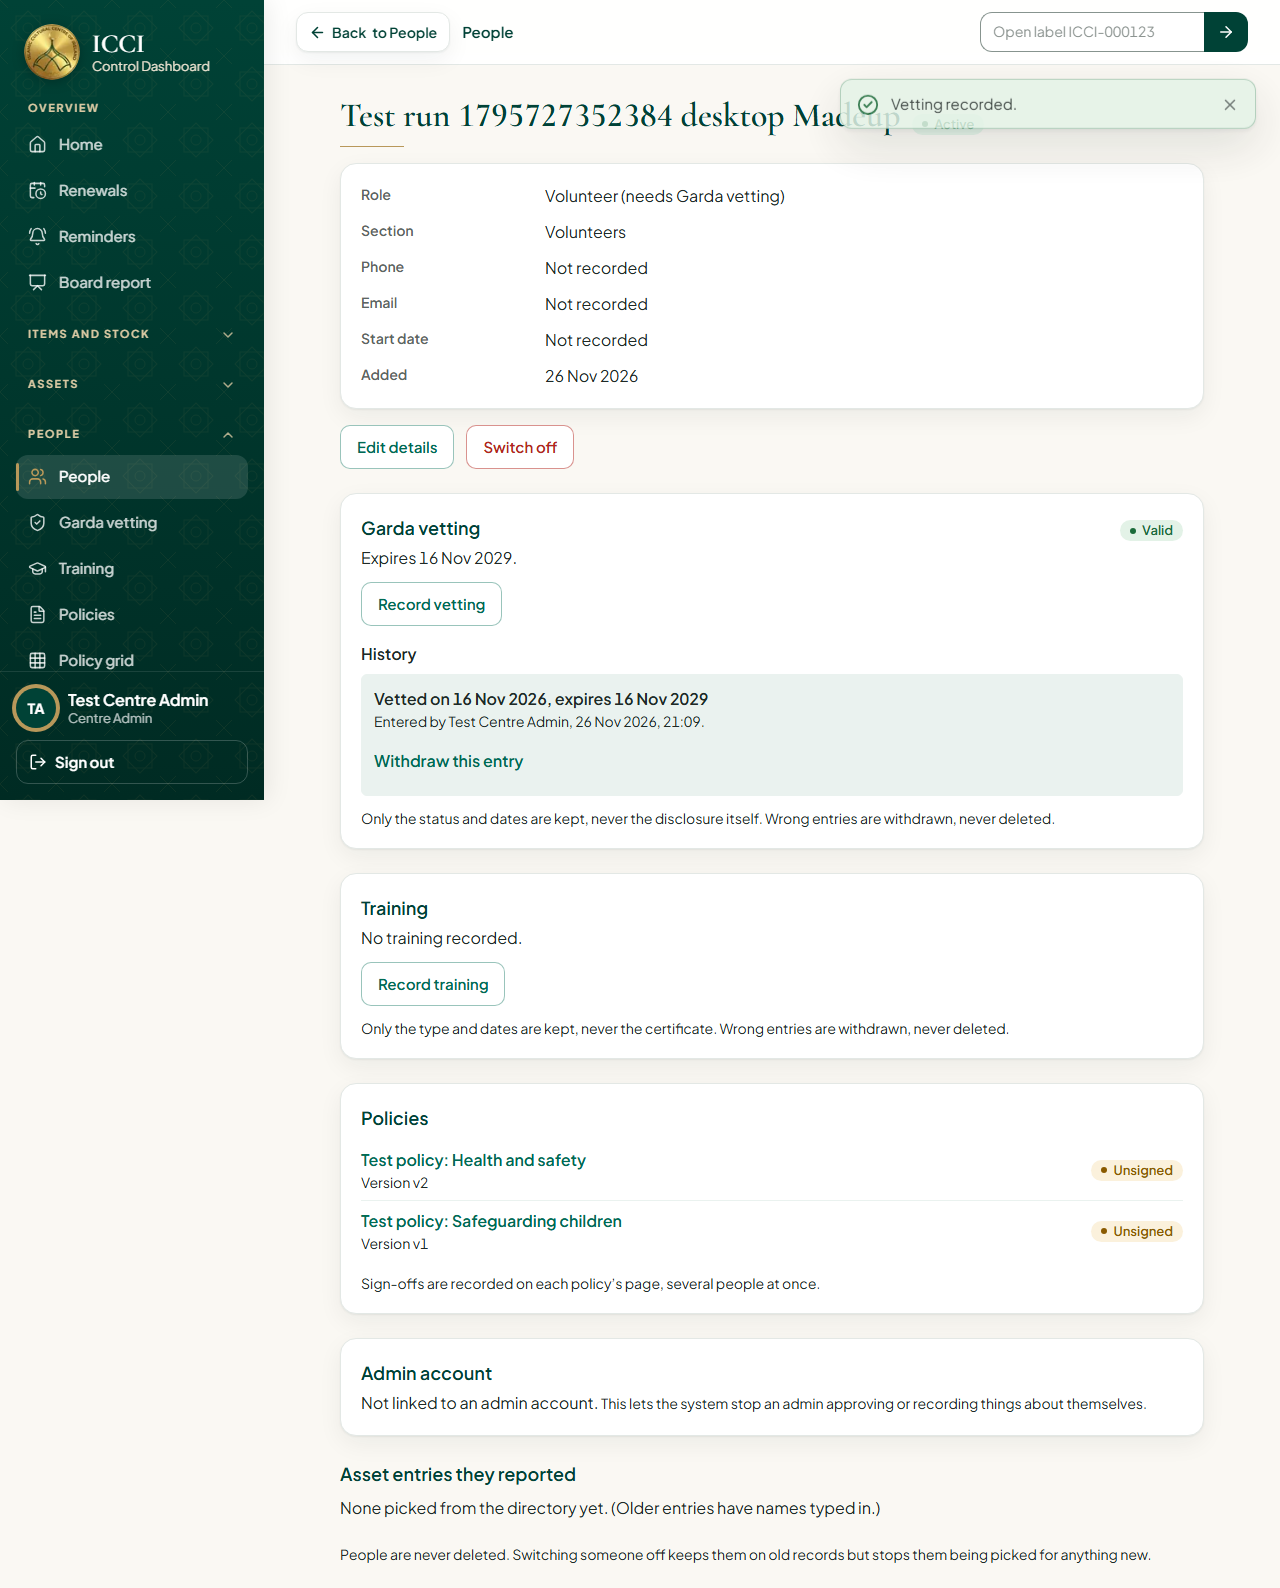 ICCI
Control Dashboard
OVERVIEW
Home
Renewals
Reminders
Board report
ITEMS AND STOCK
ASSETS
PEOPLE
People
Garda vetting
Training
Policies
Policy grid
TA
Test Centre Admin
Centre Admin
Sign out
Back to People
People
Open label ICCI-000123
Vetting recorded.
Test run 1795727352384 desktop Madeup
Active
Role
Volunteer (needs Garda vetting)
Section
Volunteers
Phone
Not recorded
Email
Not recorded
Start date
Not recorded
Added
26 Nov 2026
Edit details
Switch off
Garda vetting
Valid
Expires 16 Nov 2029.
Record vetting
History
Vetted on 16 Nov 2026, expires 16 Nov 2029
Entered by Test Centre Admin, 26 Nov 2026, 21:09.
Withdraw this entry
Only the status and dates are kept, never the disclosure itself. Wrong entries are withdrawn, never deleted.
Training
No training recorded.
Record training
Only the type and dates are kept, never the certificate. Wrong entries are withdrawn, never deleted.
Policies
Test policy: Health and safety
Version v2
Unsigned
Test policy: Safeguarding children
Version v1
Unsigned
Sign-offs are recorded on each policy's page, several people at once.
Admin account
Not linked to an admin account. This lets the system stop an admin approving or recording things about themselves.
Asset entries they reported
None picked from the directory yet. (Older entries have names typed in.)
People are never deleted. Switching someone off keeps them on old records but stops them being picked for anything new.